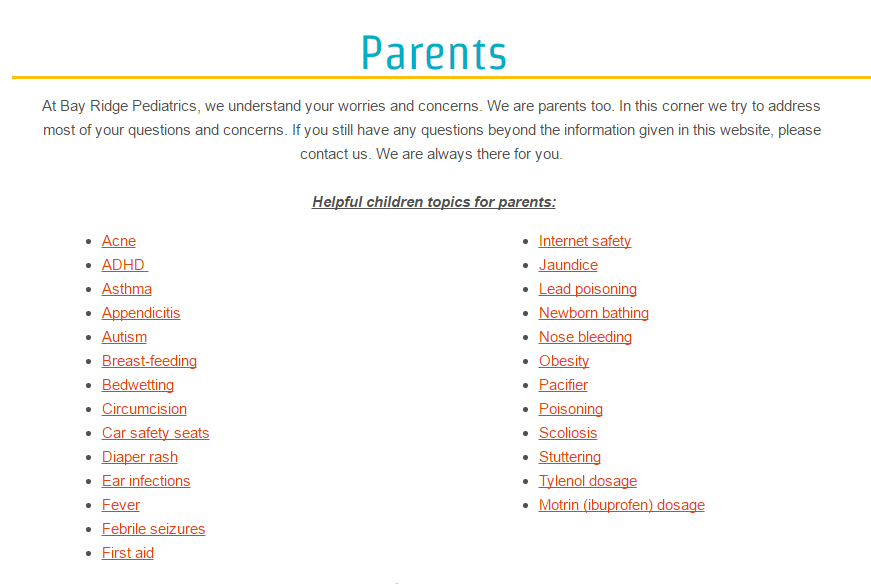 Parents
At Bay Ridge Pediatrics, we understand your worries and concerns. We are parents too. In this corner we try to address
most of your questions and concerns. If you still have any questions beyond the information given in this website, please
contact us. We are always there for you.
Helpful children topics for parents:
Acne
ADHD
Asthma
Appendicitis
Autism
Breast-feeding
Bedwetting
Circumcision
Car safety seats
Diaper rash
Ear infections
Fever
Febrile seizures
First aid
Internet safety
Jaundice
Lead poisoning
Newborn bathing
Nose bleeding
Obesity
Pacifier
Poisoning
Scoliosis
Stuttering
Tylenol dosage
Motrin (ibuprofen) dosage